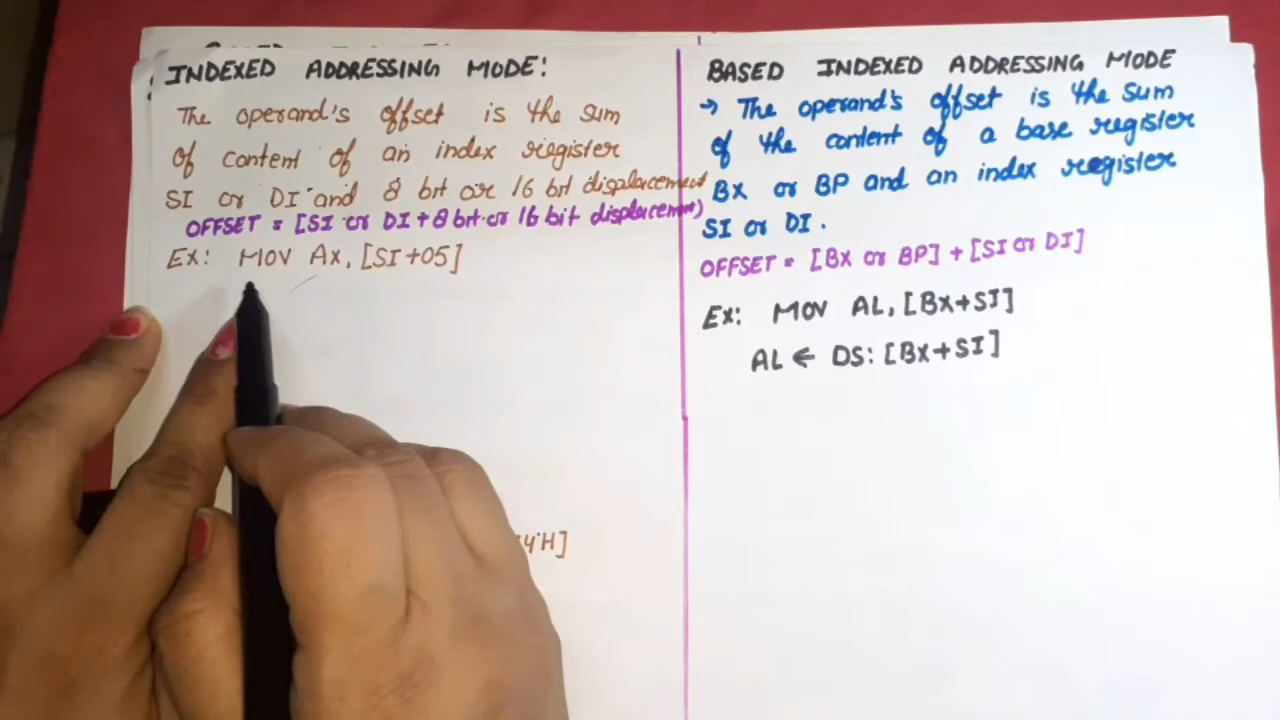 INDEXED ADDRESSING MODE:
The operand's offset is the sum
of content of an index register
SI or DI and 8 bit or 16 bit displacement
OFFSET = [SI or DI + 8 bit or 16 bit displacement)
Ex: MOV AX, [SI+05]
4H]
BASED INDEXED ADDRESSING MODE
→ The operand's offset is the sum
of the content of a base register
BX or BP and an index register
SI or DI.
OFFSET = [BX or BP] + [SI or DI]
Ex: MOV AL, [BX+SI]
AL ← DS: [BX+SI]